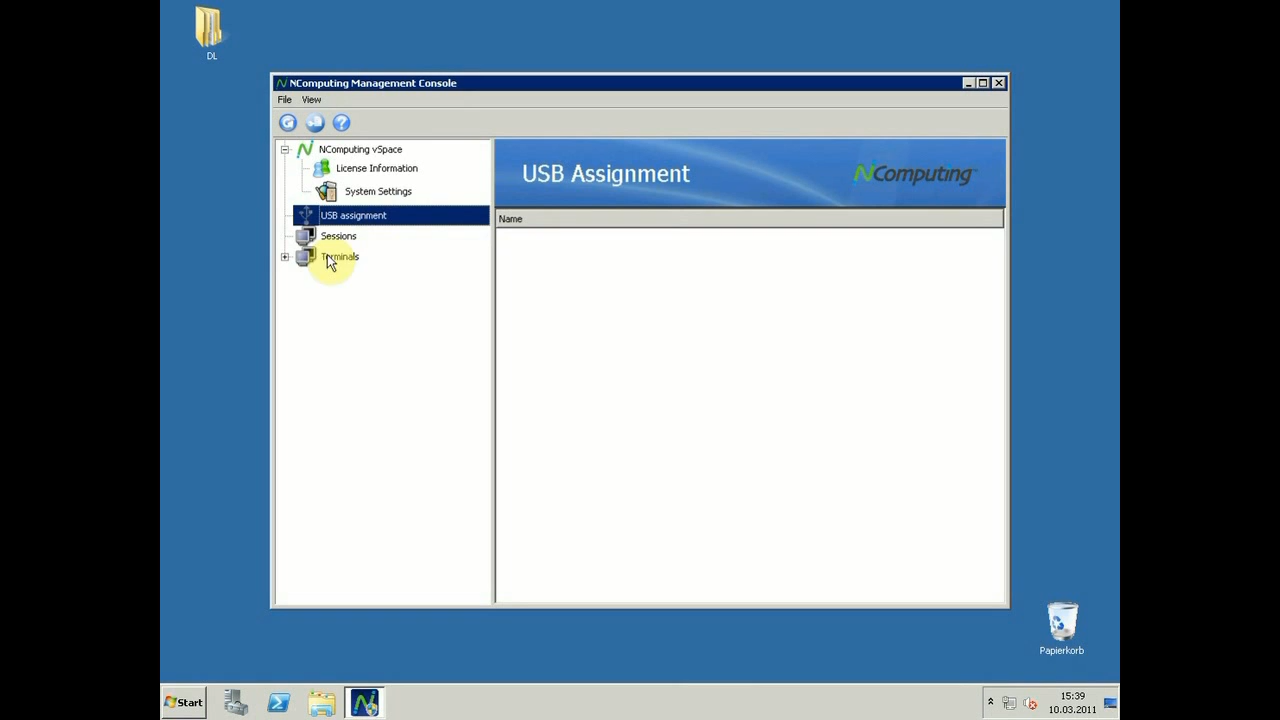 DL
NComputing Management Console
File View
NComputing vSpace
License Information
System Settings
USB assignment
Sessions
Terminals
USB Assignment
NComputing
Name
Papierkorb
Start
15:39
10.03.2011